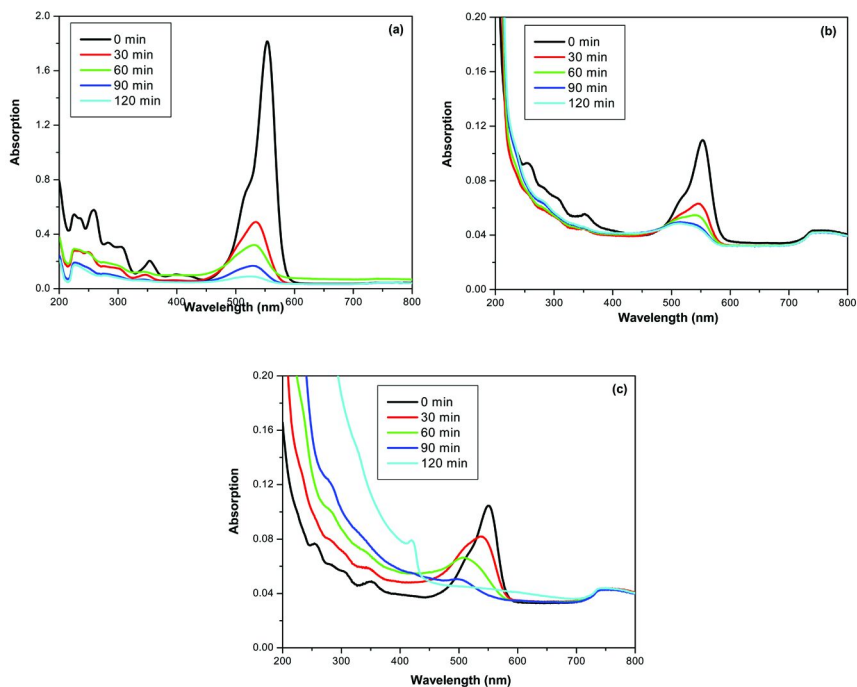 (a)
0 min
30 min
60 min
90 min
120 min
Absorption
2.0
1.6
1.2
0.8
0.4
0.0
200 300 400 500 600 700 800
Wavelength (nm)
(b)
0 min
30 min
60 min
90 min
120 min
Absorption
0.20
0.16
0.12
0.08
0.04
0.00
200 300 400 500 600 700 800
Wavelength (nm)
(c)
0 min
30 min
60 min
90 min
120 min
Absorption
0.20
0.16
0.12
0.08
0.04
0.00
200 300 400 500 600 700 800
Wavelength (nm)